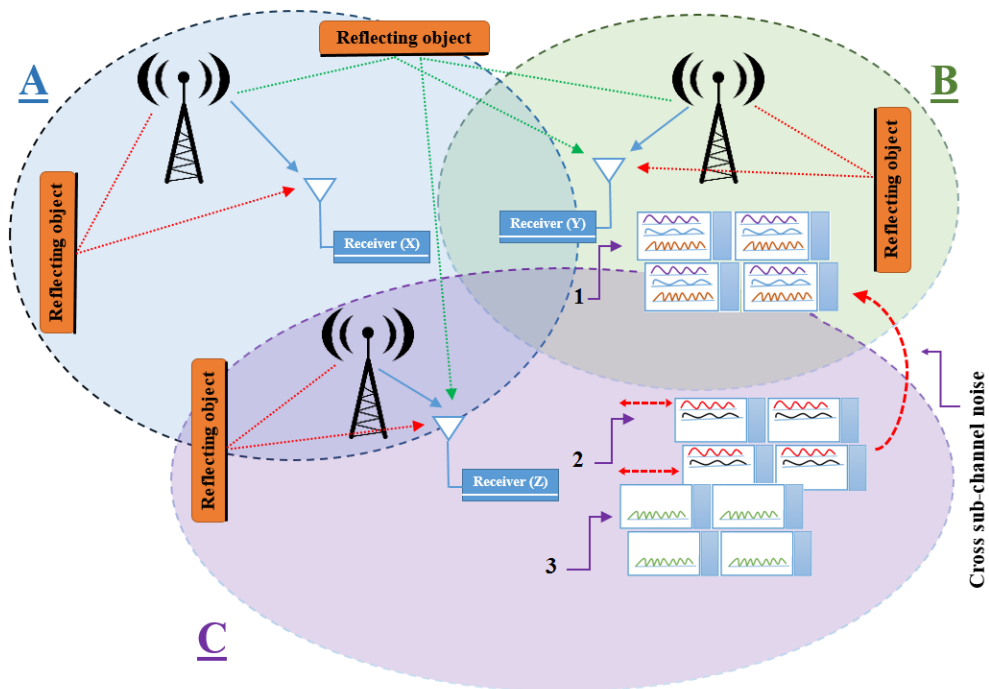 Reflecting object
A
B
Reflecting object
Receiver (X)
Receiver (Y)
Reflecting object
1
Reflecting object
Receiver (Z)
2
3
Cross sub-channel noise
C